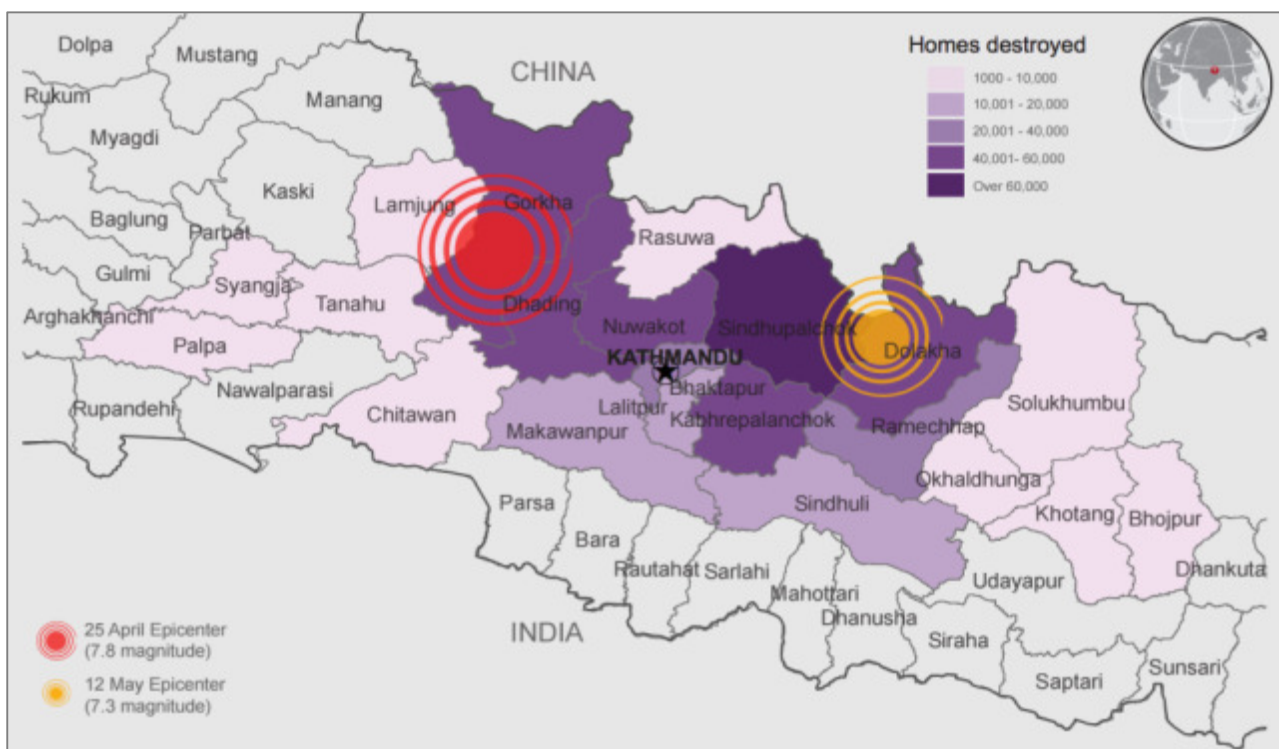 Dolpa
Mustang
CHINA
Homes destroyed
1000 - 10,000
10,001 - 20,000
20,001 - 40,000
40,001- 60,000
Over 60,000
Rukum
Manang
Myagdi
Kaski
Lamjung
Gorkha
Baglung
Parbat
Rasuwa
Gulmi
Syangja
Tanahu
Dhading
Arghakhanchi
Nuwakot
Sindhupalchok
Palpa
KATHMANDU
Dolakha
Nawalparasi
Bhaktapur
Rupandehi
Chitawan
Lalitpur
Kabhrepalanchok
Solukhumbu
Makawanpur
Ramechhap
Okhaldhunga
Parsa
Sindhuli
Khotang
Bhojpur
Bara
Rautahat
Sarlahi
Udayapur
Dhankuta
Mahottari
Dhanusha
INDIA
Siraha
Sunsari
Saptari
25 April Epicenter
(7.8 magnitude)
12 May Epicenter
(7.3 magnitude)